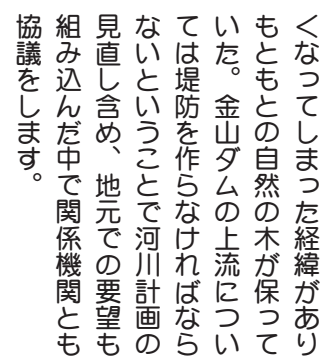 くなってしまった経緯があり
もともとの自然の木が保って
いた。金山ダムの上流につい
ては堤防を作らなければなら
ないということで河川計画の
見直し含め、地元での要望も
組み込んだ中で関係機関とも
協議をします。